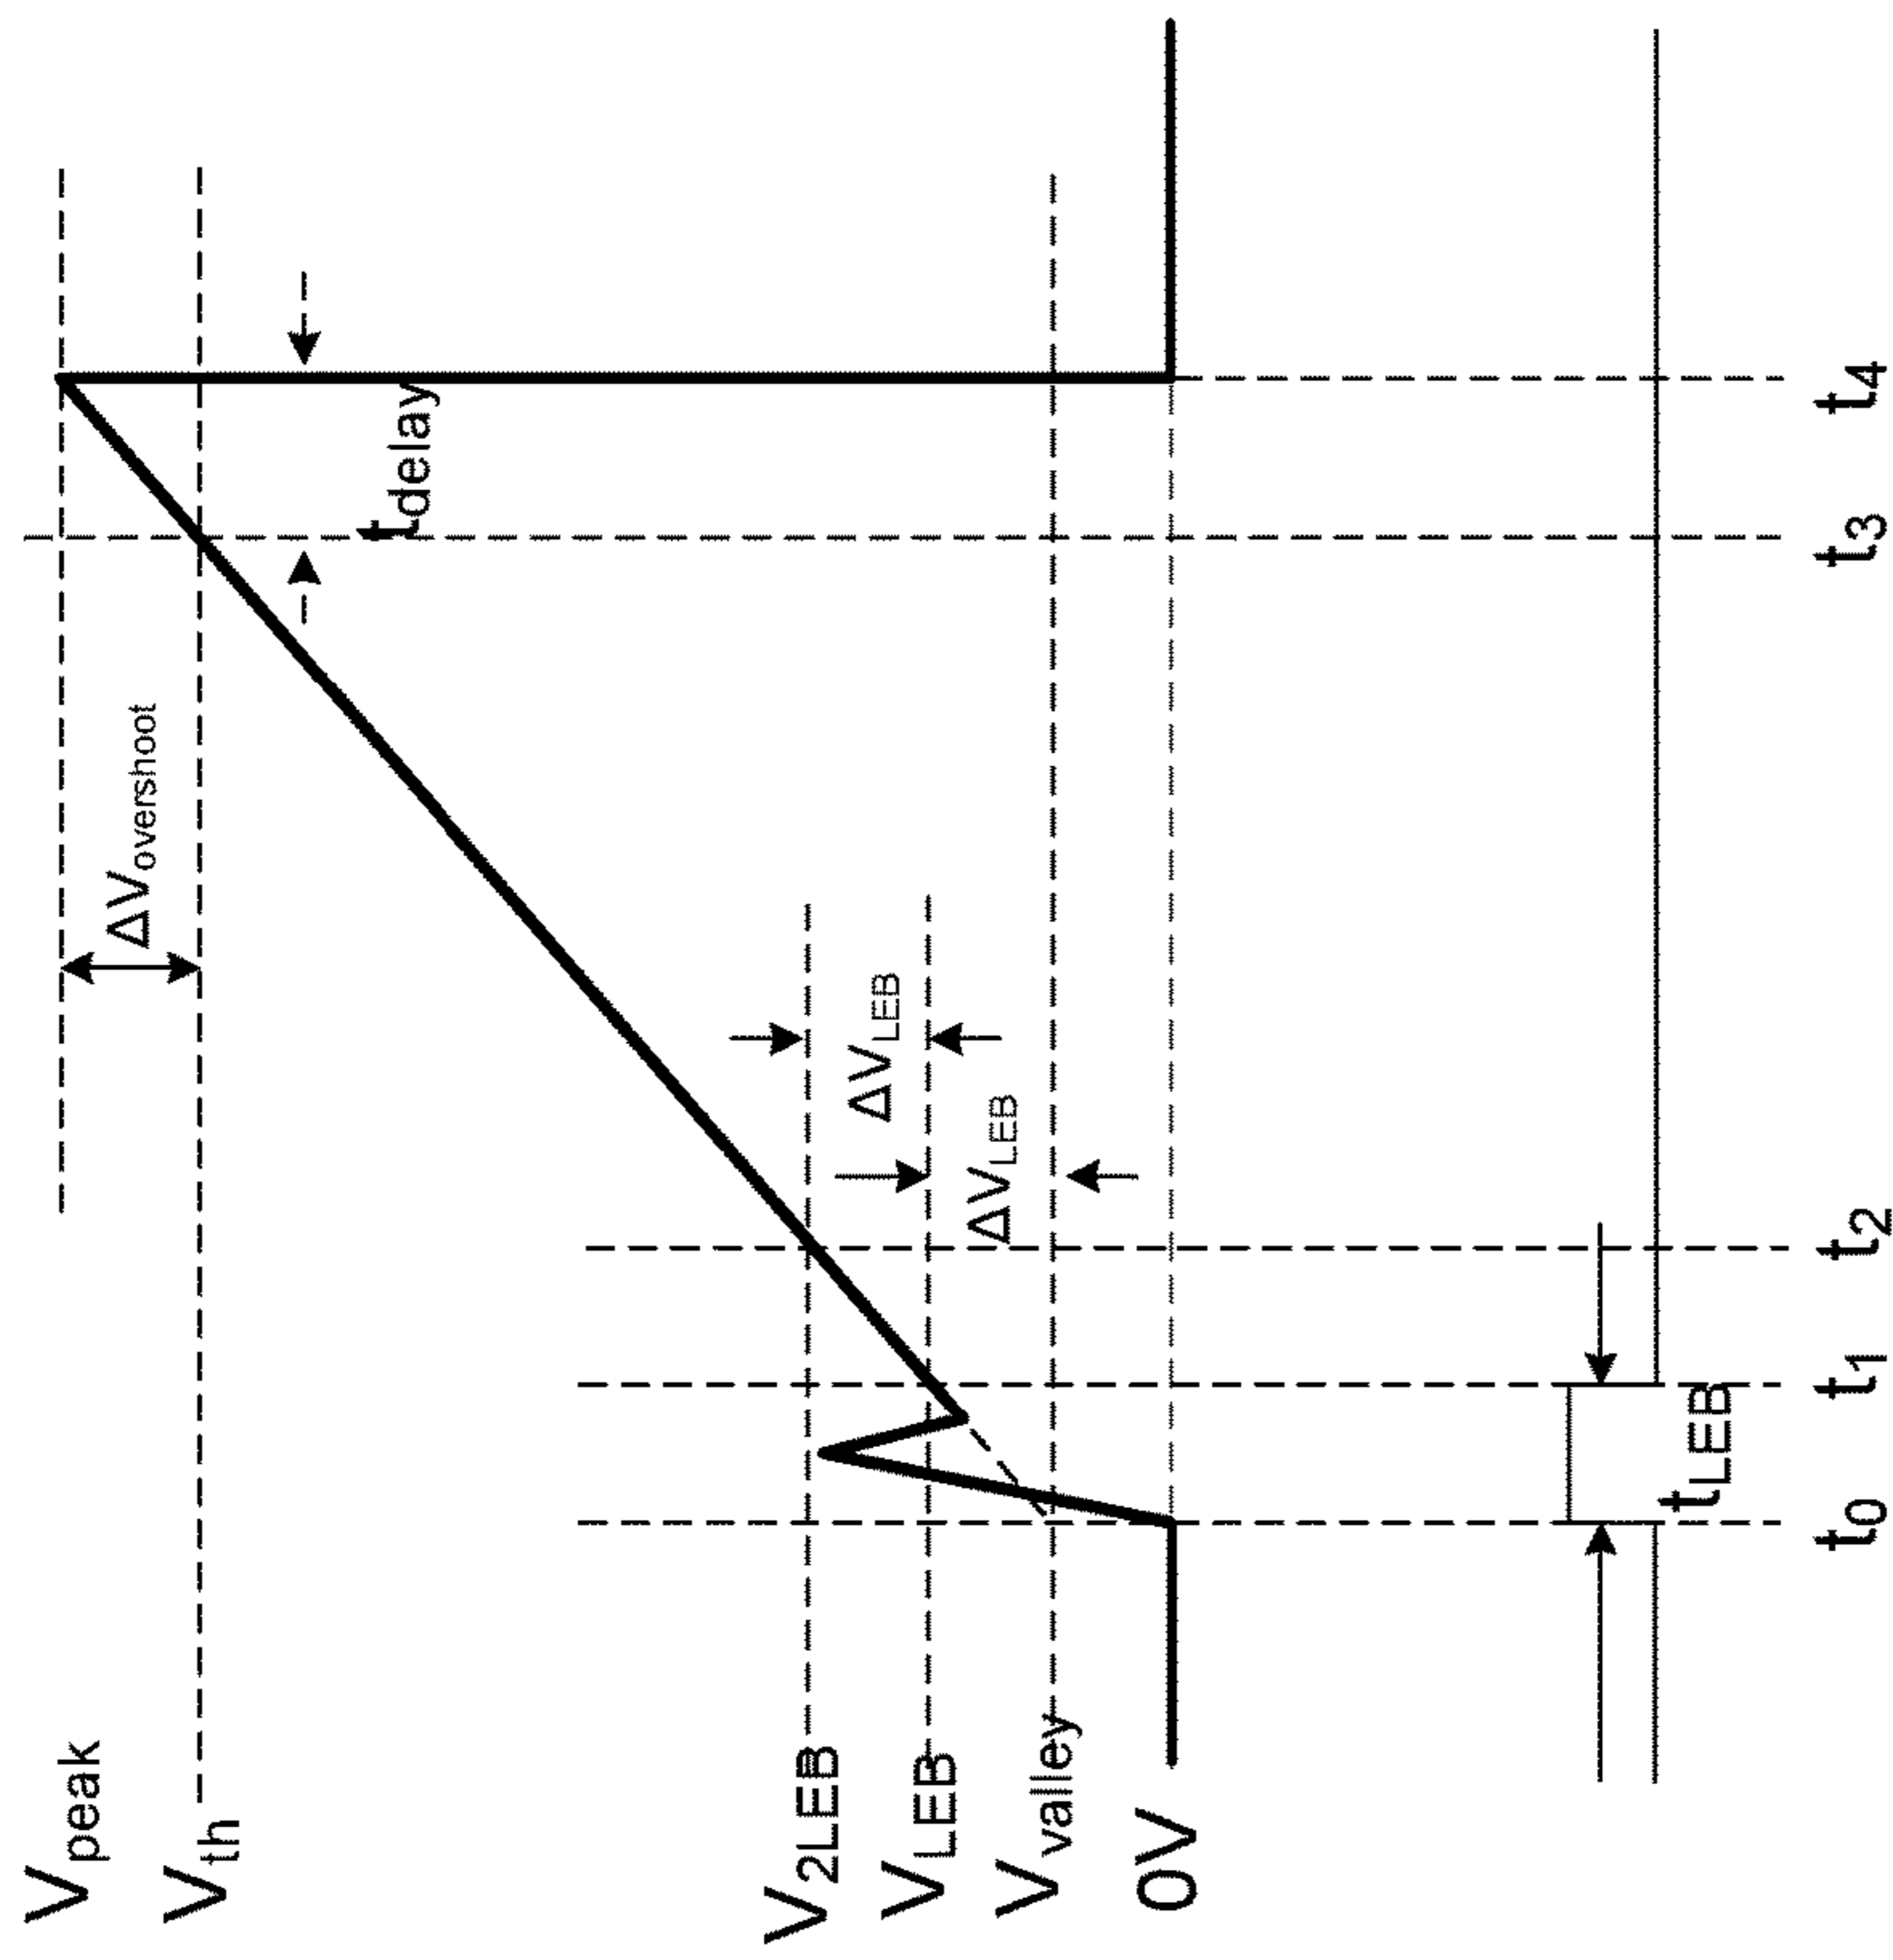 Vpeak
Vth
ΔVovershoot
tdelay
V2LEB
VLEB
Vvalley
0V
ΔVLEB
ΔVLEB
tLEB
t0
t1
t2
t3
t4